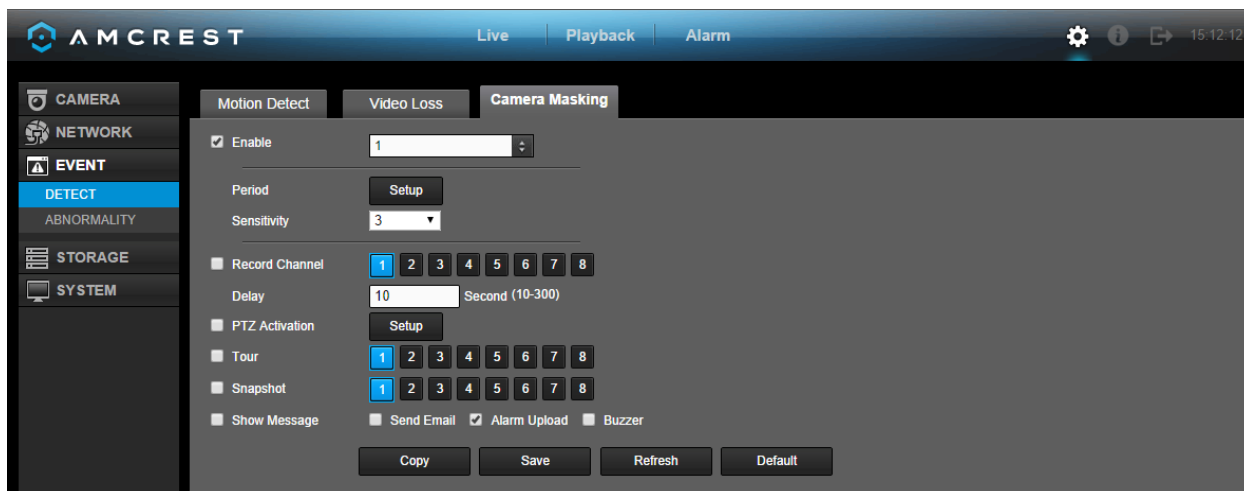 AMCREST Live Playback Alarm 15:12:12
CAMERA
NETWORK
EVENT
DETECT
ABNORMALITY
STORAGE
SYSTEM
Motion Detect Video Loss Camera Masking
Enable 1
Period Setup
Sensitivity 3
Record Channel 1 2 3 4 5 6 7 8
Delay 10 Second (10-300)
PTZ Activation Setup
Tour 1 2 3 4 5 6 7 8
Snapshot 1 2 3 4 5 6 7 8
Show Message Send Email Alarm Upload Buzzer
Copy Save Refresh Default